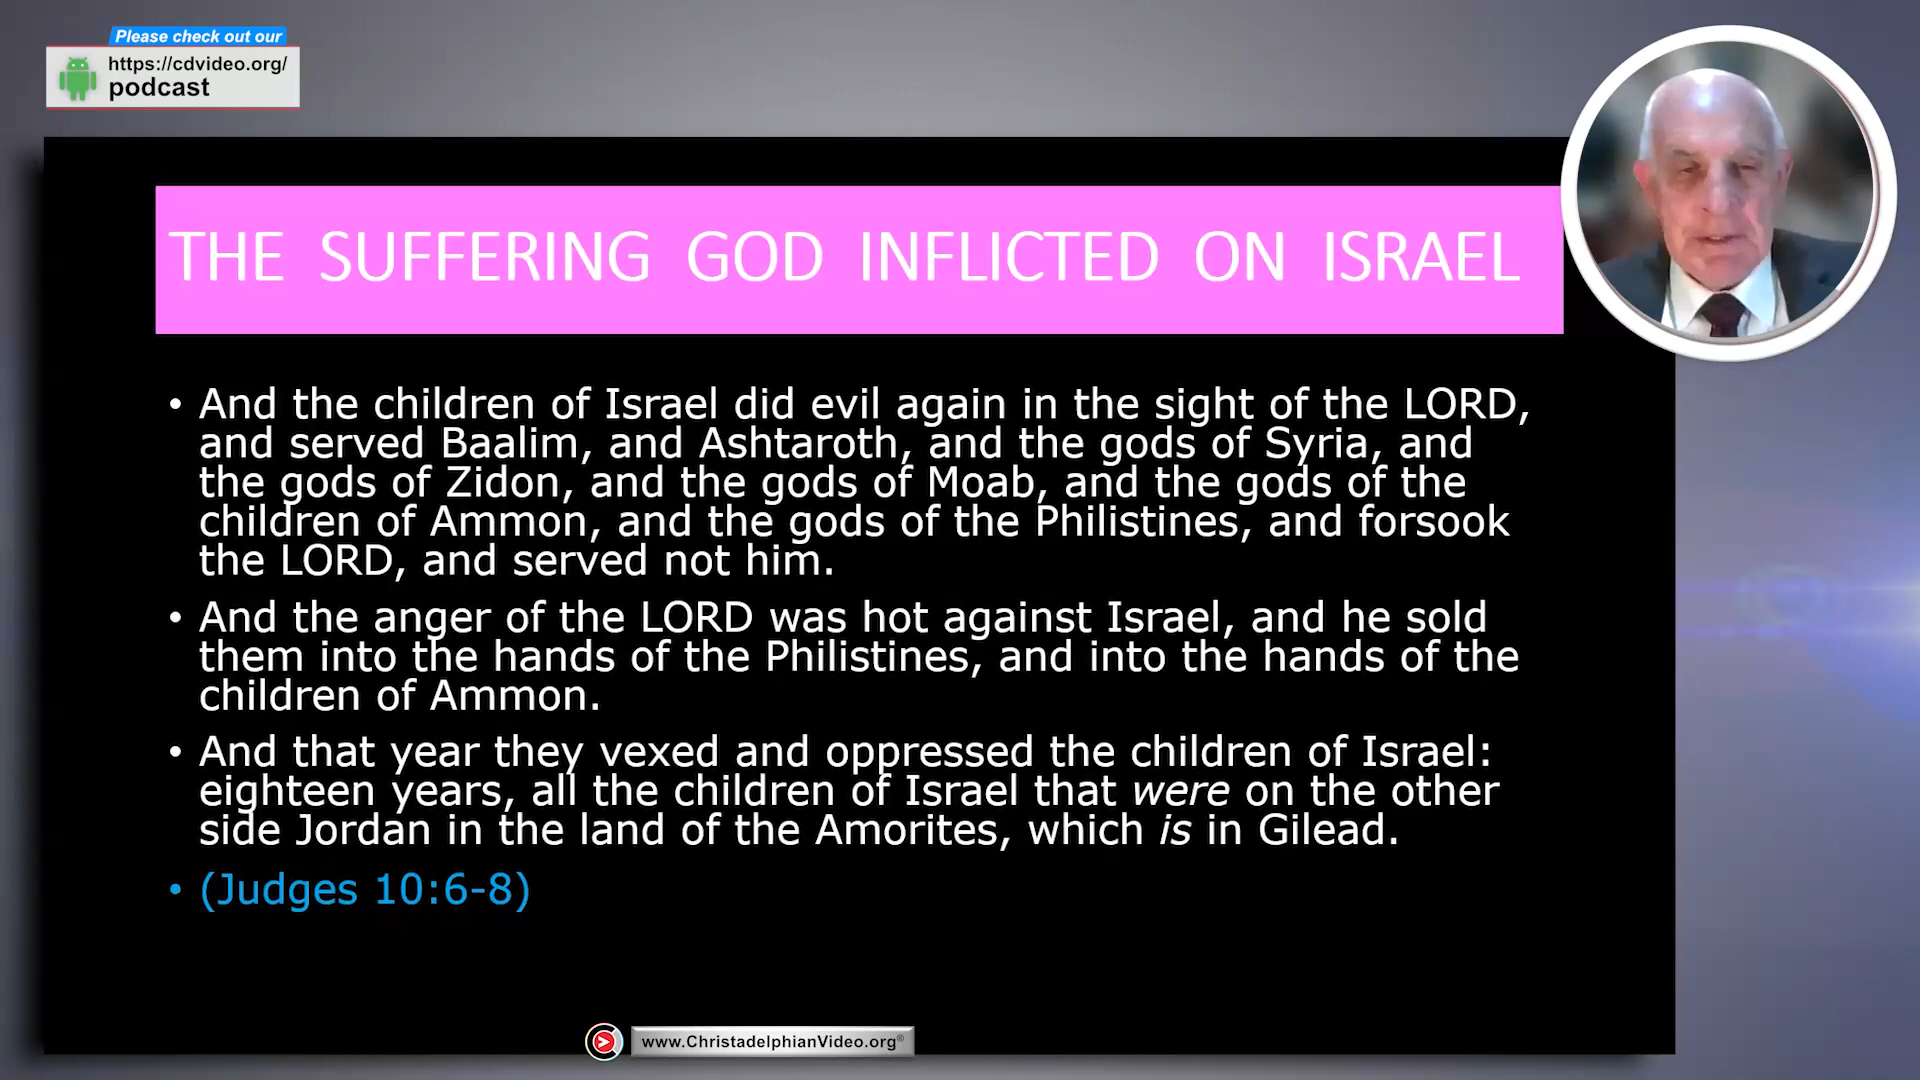 Please check out our
https://cdvideo.org/
podcast
THE SUFFERING GOD INFLICTED ON ISRAEL
• And the children of Israel did evil again in the sight of the LORD,
and served Baalim, and Ashtaroth, and the gods of Syria, and
the gods of Zidon, and the gods of Moab, and the gods of the
children of Ammon, and the gods of the Philistines, and forsook
the LORD, and served not him.
• And the anger of the LORD was hot against Israel, and he sold
them into the hands of the Philistines, and into the hands of the
children of Ammon.
• And that year they vexed and oppressed the children of Israel:
eighteen years, all the children of Israel that were on the other
side Jordan in the land of the Amorites, which is in Gilead.
• (Judges 10:6-8)
www.ChristadelphianVideo.org®